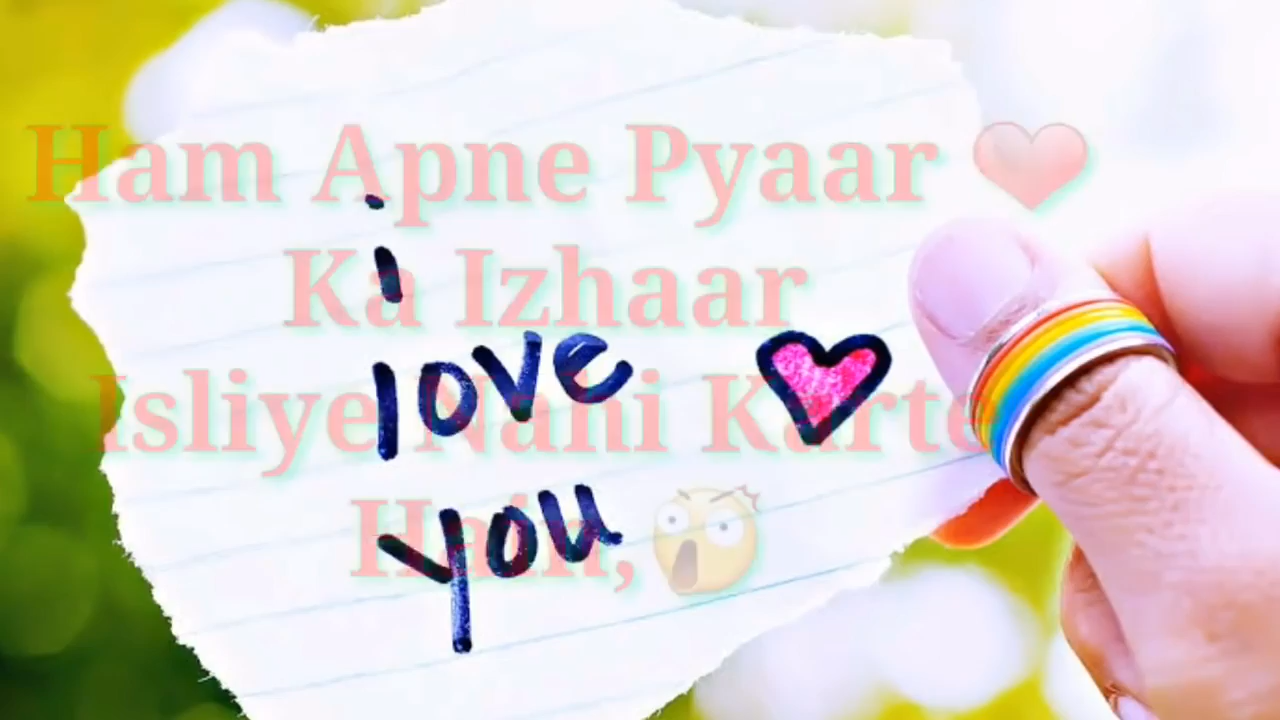 Ham Apne Pyaar ❤
Ka Izhaar
Isliye Nahi Karte
Hain,
i
love
you